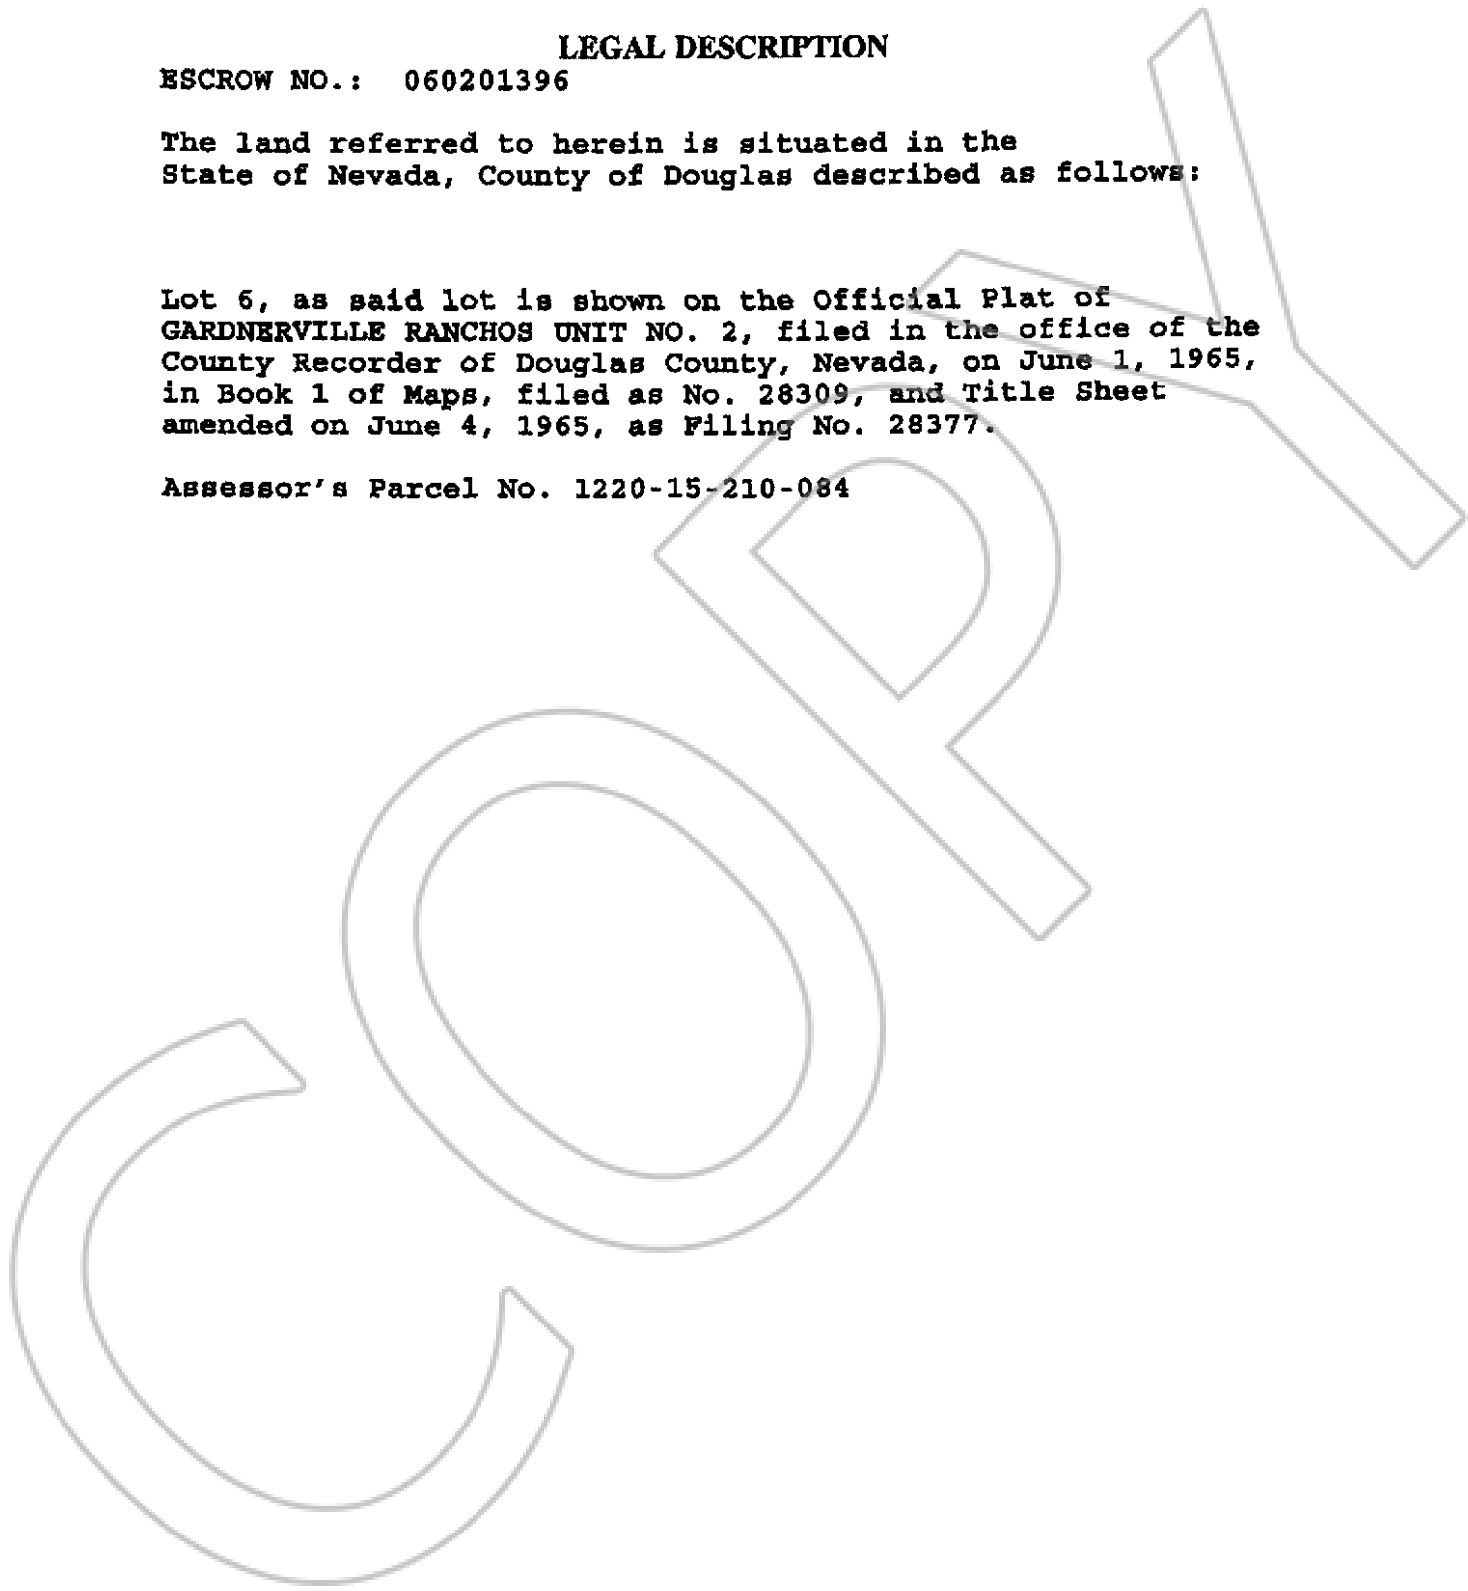 LEGAL DESCRIPTION
ESCROW NO.: 060201396
The land referred to herein is situated in the
State of Nevada, County of Douglas described as follows:
Lot 6, as said lot is shown on the Official Plat of
GARDNERVILLE RANCHOS UNIT NO. 2, filed in the office of the
County Recorder of Douglas County, Nevada, on June 1, 1965,
in Book 1 of Maps, filed as No. 28309, and Title Sheet
amended on June 4, 1965, as Filing No. 28377.
Assessor's Parcel No. 1220-15-210-084
COPY